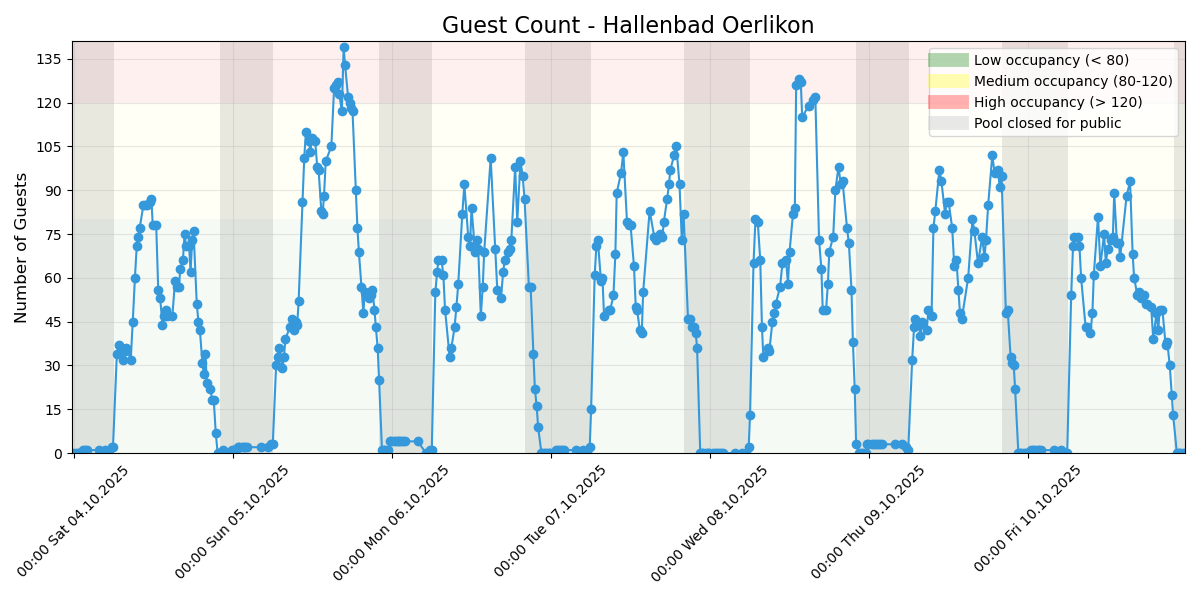 Guest Count - Hallenbad Oerlikon
Number of Guests
135
120
105
90
75
60
45
30
15
0
Low occupancy (< 80)
Medium occupancy (80-120)
High occupancy (> 120)
Pool closed for public
00:00 Sat 04.10.2025
00:00 Sun 05.10.2025
00:00 Mon 06.10.2025
00:00 Tue 07.10.2025
00:00 Wed 08.10.2025
00:00 Thu 09.10.2025
00:00 Fri 10.10.2025